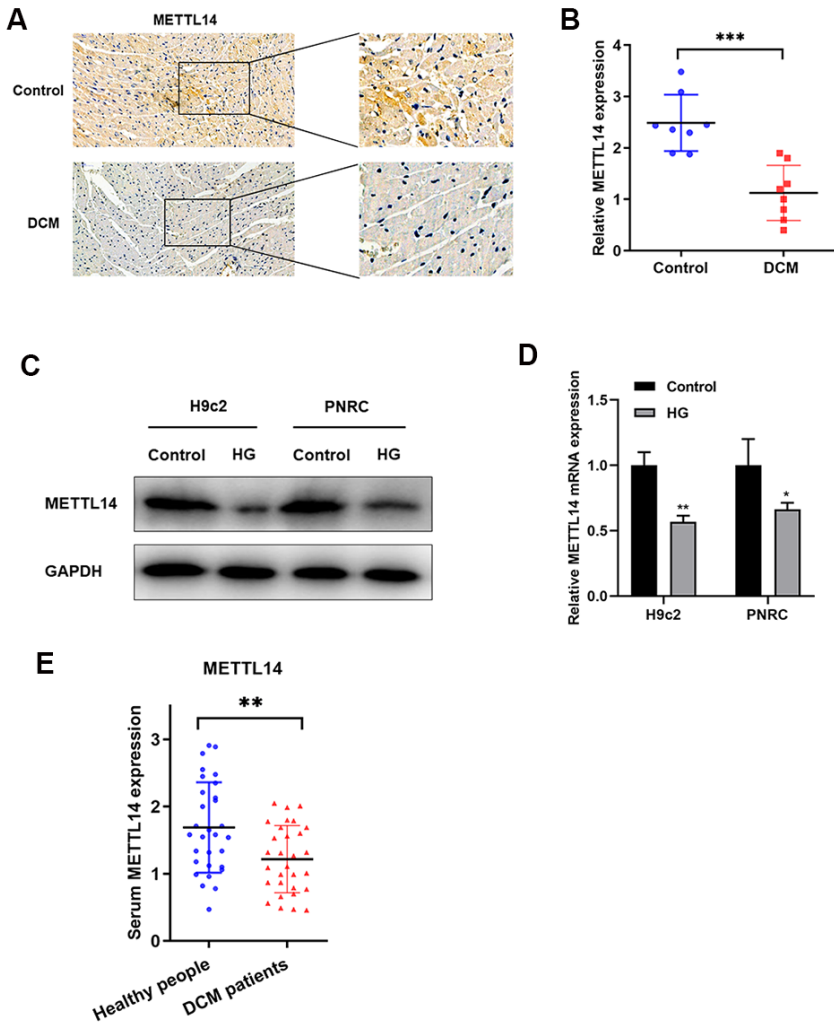 A
METTL14
Control
DCM
B
Relative METTL14 expression
4
3
2
1
0
***
Control
DCM
C
H9c2
PNRC
Control
HG
Control
HG
METTL14
GAPDH
D
Control
HG
Relative METTL14 mRNA expression
1.5
1.0
0.5
0.0
**
*
H9c2
PNRC
E
METTL14
Serum METTL14 expression
3
2
1
0
**
Healthy people
DCM patients